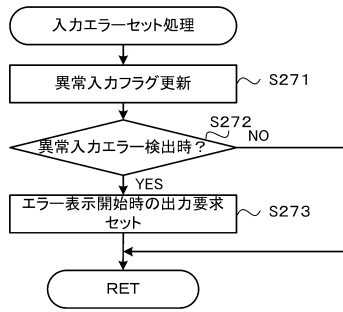 入力エラーセット処理
異常入力フラグ更新
S271
S272
異常入力エラー検出時？
NO
YES
エラー表示開始時の出力要求
セット
S273
RET